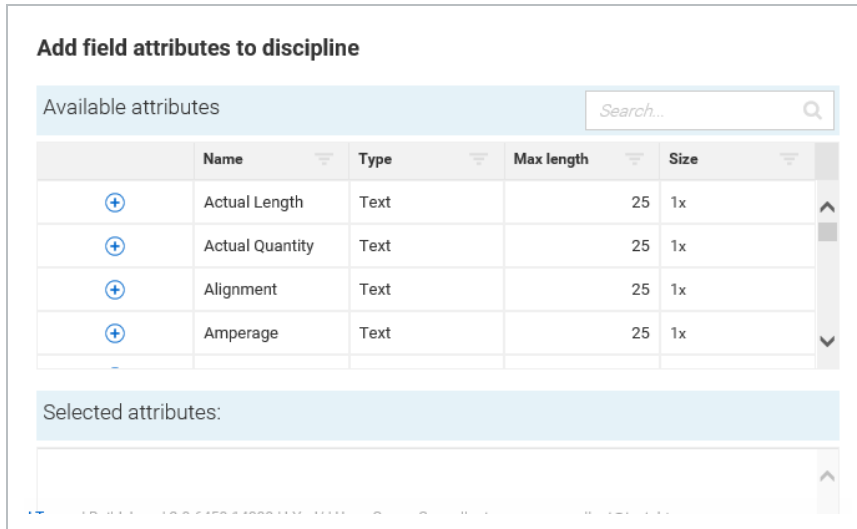 Add field attributes to discipline
Available attributes Search...
Name Type Max length Size
Actual Length Text 25 1x
Actual Quantity Text 25 1x
Alignment Text 25 1x
Amperage Text 25 1x
Selected attributes: